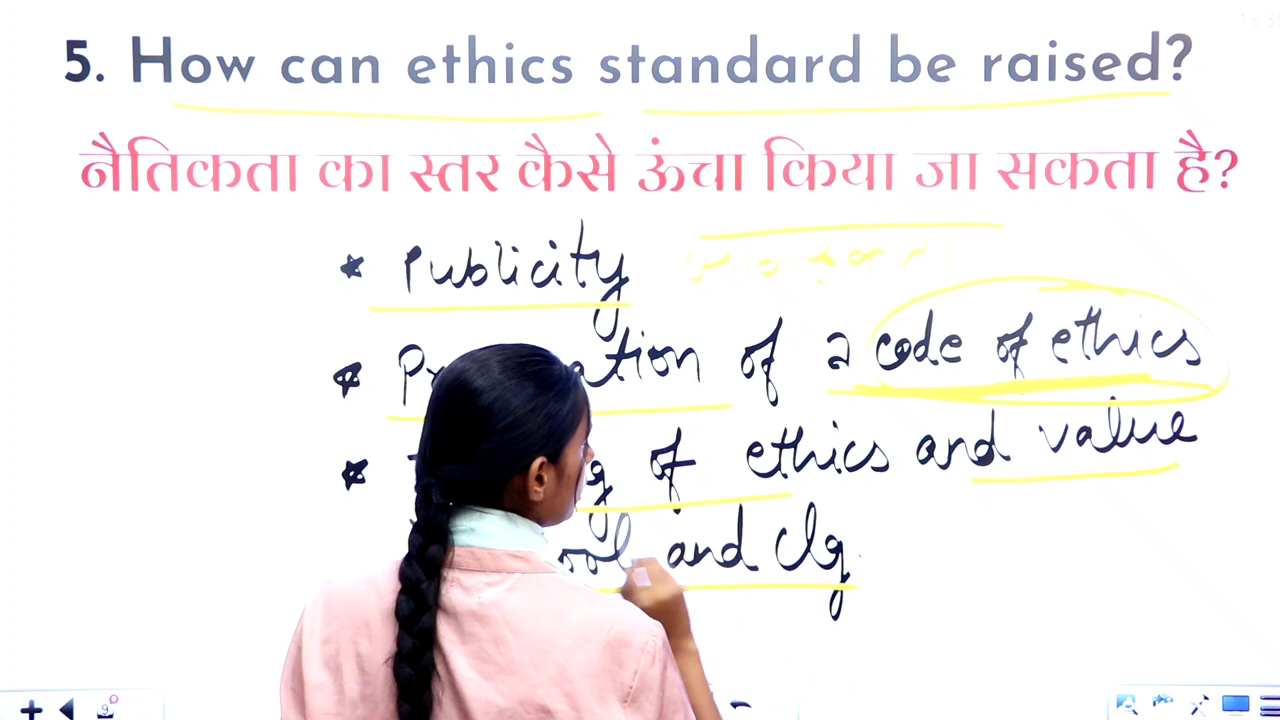 5. How can ethics standard be raised?
नैतिकता का स्तर कैसे ऊंचा किया जा सकता है?
* Publicity
* of a code of ethics
* of ethics and value
and clg.